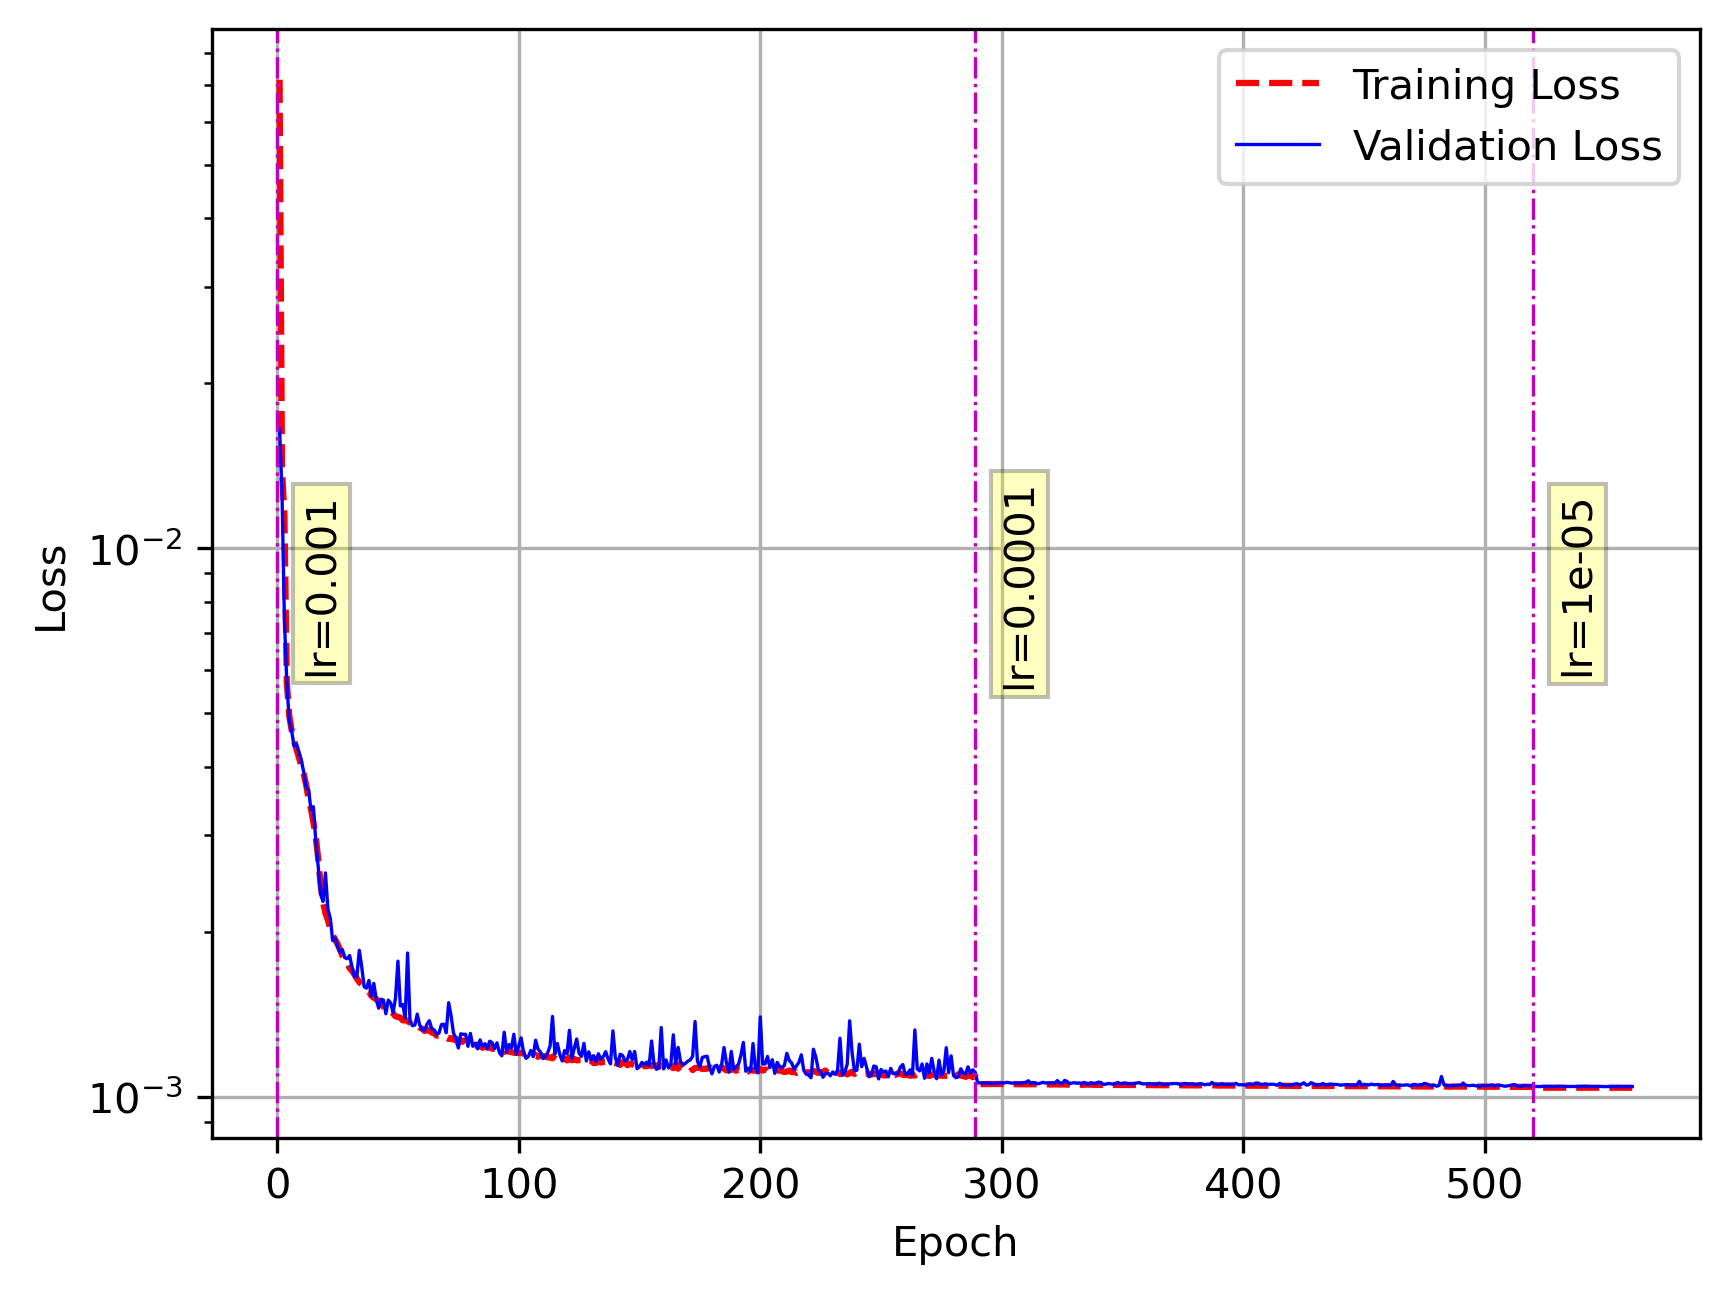 Training Loss
Validation Loss
Loss
10⁻²
10⁻³
lr=0.001
lr=0.0001
lr=1e-05
0 100 200 300 400 500
Epoch